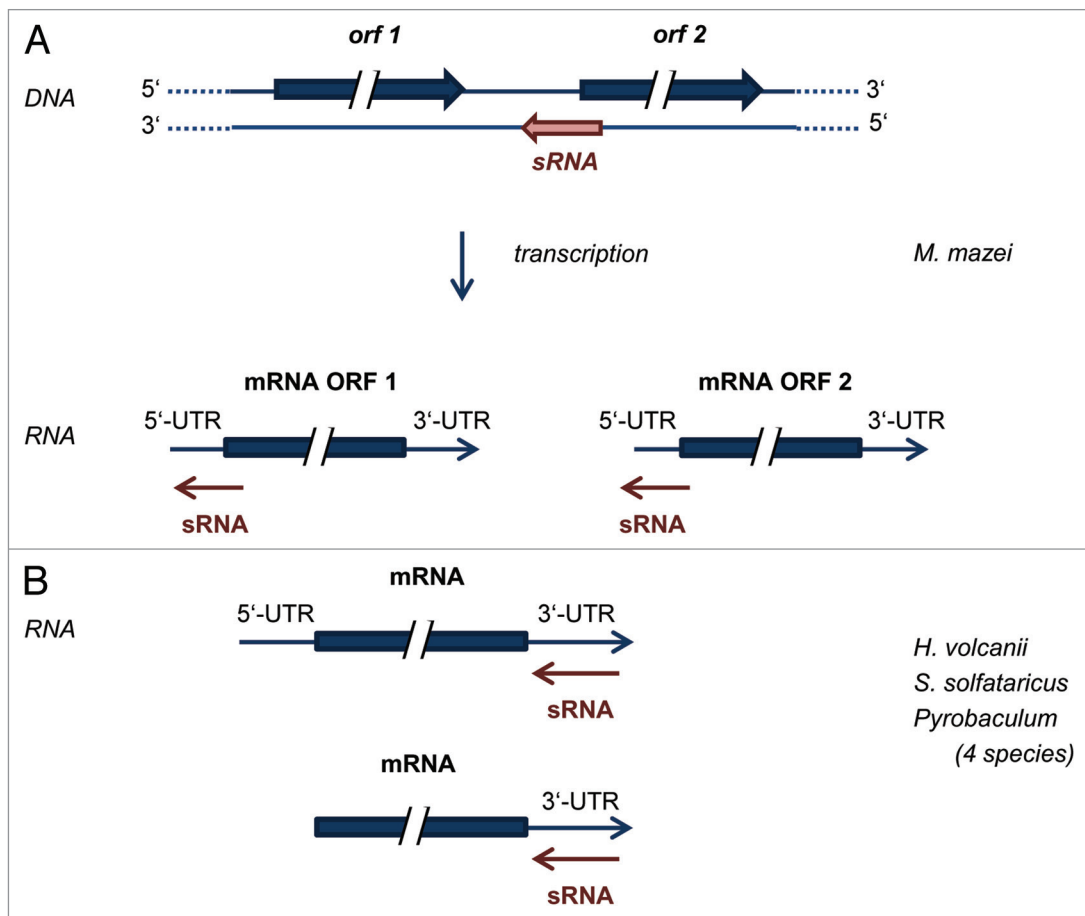 A
orf 1 orf 2
DNA
5‘ 3‘
3‘ 5‘
sRNA
transcription M. mazei
mRNA ORF 1 mRNA ORF 2
RNA
5‘-UTR 3‘-UTR 5‘-UTR 3‘-UTR
sRNA sRNA
B
mRNA
RNA
5‘-UTR 3‘-UTR
sRNA
H. volcanii
S. solfataricus
Pyrobaculum
(4 species)
mRNA
3‘-UTR
sRNA